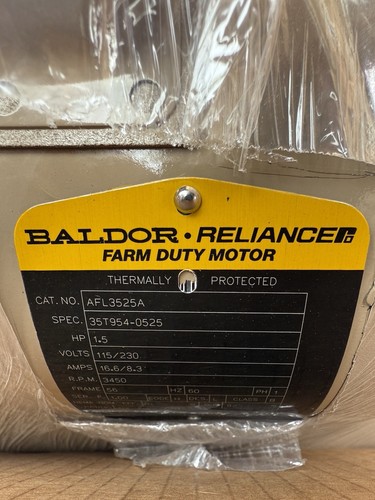 BALDOR • RELIANCE
FARM DUTY MOTOR
THERMALLY PROTECTED
CAT. NO. AFL3525A
SPEC. 35T954-0525
HP 1.5
VOLTS 115/230
AMPS 16.6/8.3
R.P.M. 3450
FRAME 56 HZ 60 PH 1
CLASS B